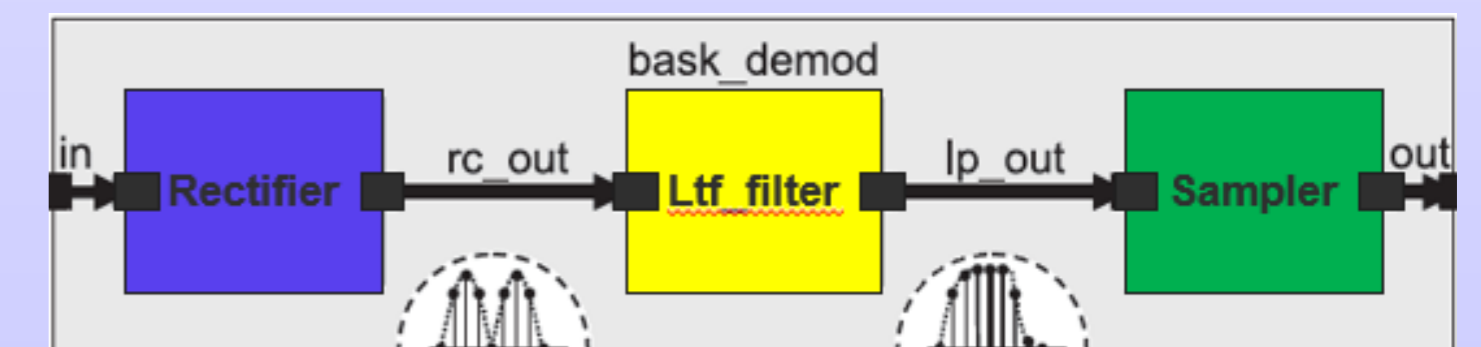 bask_demod
in
Rectifier
rc_out
Ltf_filter
lp_out
Sampler
out